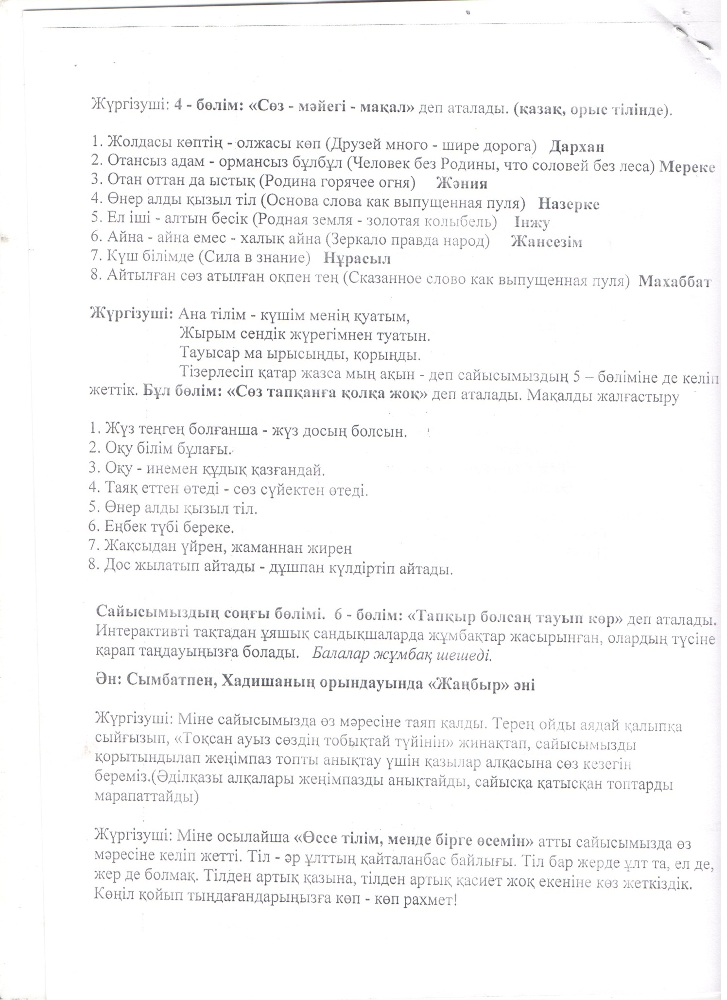 Жүргізуші: 4 - бөлім: «Сөз - мәйегі - мақал» деп аталады. (қазақ, орыс тілінде).
1. Жолдасы көптің - олжасы көп (Друзей много - шире дорога) Дархан
2. Отансыз адам - ормансыз бұлбұл (Человек без Родины, что соловей без леса) Мереке
3. Отан оттан да ыстық (Родина горячее огня) Жәния
4. Өнер алды қызыл тіл (Основа слова как выпущенная пуля) Назерке
5. Ел іші - алтын бесік (Родная земля - золотая колыбель) Інжу
6. Айна - айна емес - халық айна (Зеркало правда народ) Жансезім
7. Күш білімде (Сила в знание) Нұрасыл
8. Айтылған сөз атылған оқпен тең (Сказанное слово как выпущенная пуля) Махаббат
Жүргізуші: Ана тілім - күшім менің қуатым,
Жырым сендік жүрегімнен туатын.
Тауысар ма ырысыңды, қорыңды.
Тізерлесіп қатар жазса мың ақын - деп сайысымыздың 5 – бөліміне де келіп
жеттік. Бұл бөлім: «Сөз тапқанға қолқа жоқ» деп аталады. Мақалды жалғастыру
1. Жүз теңгең болғанша - жүз досың болсын.
2. Оқу білім бұлағы.
3. Оқу - инемен құдық қазғандай.
4. Таяқ еттен өтеді - сөз сүйектен өтеді.
5. Өнер алды қызыл тіл.
6. Еңбек түбі береке.
7. Жақсыдан үйрен, жаманнан жирен
8. Дос жылатып айтады - дұшпан күлдіртіп айтады.
Сайысымыздың соңғы бөлімі. 6 - бөлім: «Тапқыр болсаң тауып көр» деп аталады.
Интерактивті тақтадан ұяшық сандықшаларда жұмбақтар жасырынған, олардың түсіне
қарап таңдауыңызға болады. Балалар жұмбақ шешеді.
Ән: Сымбатпен, Хадишаның орындауында «Жаңбыр» әні
Жүргізуші: Міне сайысымызда өз мәресіне таяп қалды. Терең ойды аядай қалыпқа
сыйғызып, «Тоқсан ауыз сөздің тобықтай түйінін» жинақтап, сайысымызды
қорытындылап жеңімпаз топты анықтау үшін қазылар алқасына сөз кезегін
береміз.(Әділқазы алқалары жеңімпазды анықтайды, сайысқа қатысқан топтарды
марапаттайды)
Жүргізуші: Міне осылайша «Өссе тілім, менде бірге өсемін» атты сайысымызда өз
мәресіне келіп жетті. Тіл - әр ұлттың қайталанбас байлығы. Тіл бар жерде ұлт та, ел де,
жер де болмақ. Тілден артық қазына, тілден артық қасиет жоқ екеніне көз жеткіздік.
Көңіл қойып тыңдағандарыңызға көп - көп рахмет!